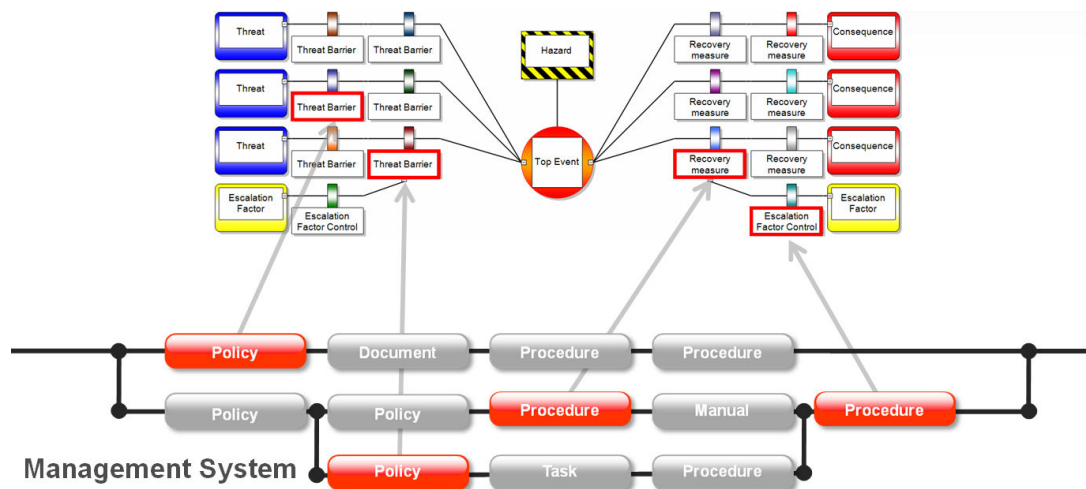 Threat
Threat Barrier
Threat Barrier
Hazard
Recovery
measure
Recovery
measure
Consequence
Threat
Threat Barrier
Threat Barrier
Recovery
measure
Recovery
measure
Consequence
Threat
Threat Barrier
Threat Barrier
Top Event
Recovery
measure
Recovery
measure
Consequence
Escalation
Factor
Escalation
Factor Control
Escalation
Factor Control
Escalation
Factor
Policy
Document
Procedure
Procedure
Policy
Policy
Procedure
Manual
Procedure
Management System
Policy
Task
Procedure